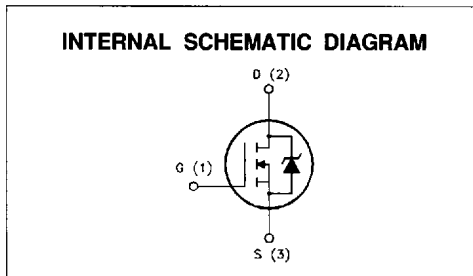 INTERNAL SCHEMATIC DIAGRAM
D (2)
G (1)
S (3)